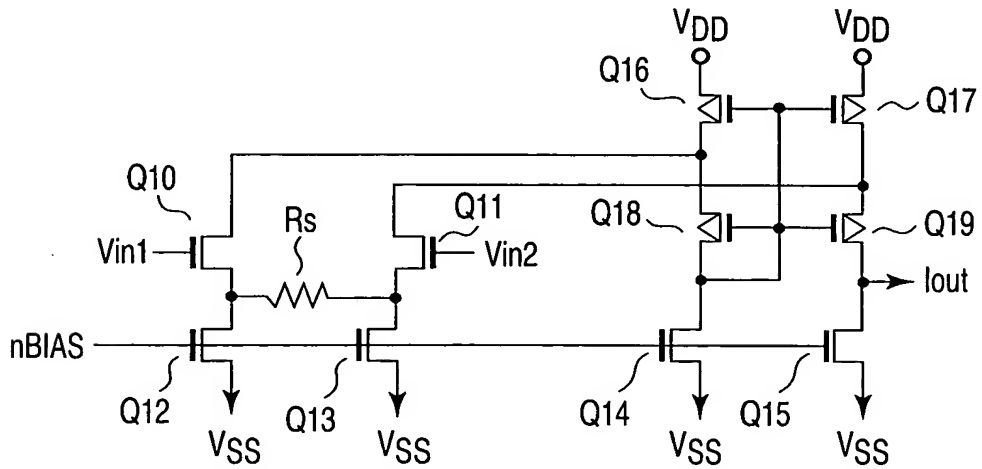 VDD VDD
Q16
Q17
Q10
Q11
Rs
Q18
Q19
Vin1
Vin2
Iout
nBIAS
Q12
Q13
Q14
Q15
VSS VSS VSS VSS